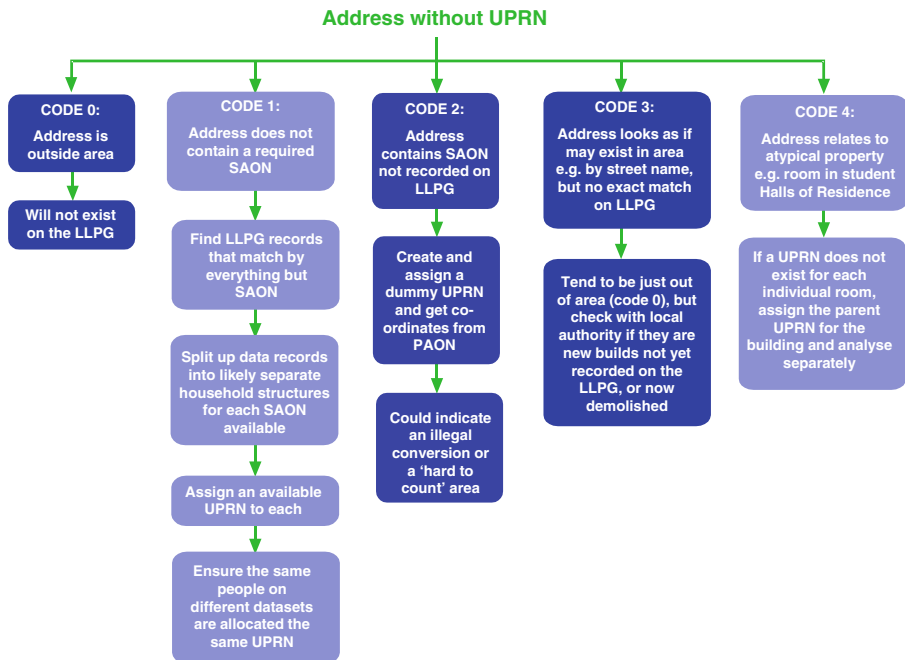 Address without UPRN
CODE 0:
Address is
outside area
Will not exist
on the LLPG
CODE 1:
Address does not
contain a required
SAON
Find LLPG records
that match by
everything but
SAON
Split up data records
into likely separate
household structures
for each SAON
available
Assign an available
UPRN to each
Ensure the same
people on
different datasets
are allocated the
same UPRN
CODE 2:
Address
contains SAON
not recorded on
LLPG
Create and
assign a
dummy UPRN
and get co-
ordinates from
PAON
Could indicate
an illegal
conversion or
a ‘hard to
count’ area
CODE 3:
Address looks as if
may exist in area
e.g. by street name,
but no exact match
on LLPG
Tend to be just out
of area (code 0), but
check with local
authority if they are
new builds not yet
recorded on the
LLPG, or now
demolished
CODE 4:
Address relates to
atypical property
e.g. room in student
Halls of Residence
If a UPRN does not
exist for each
individual room,
assign the parent
UPRN for the
building and analyse
separately